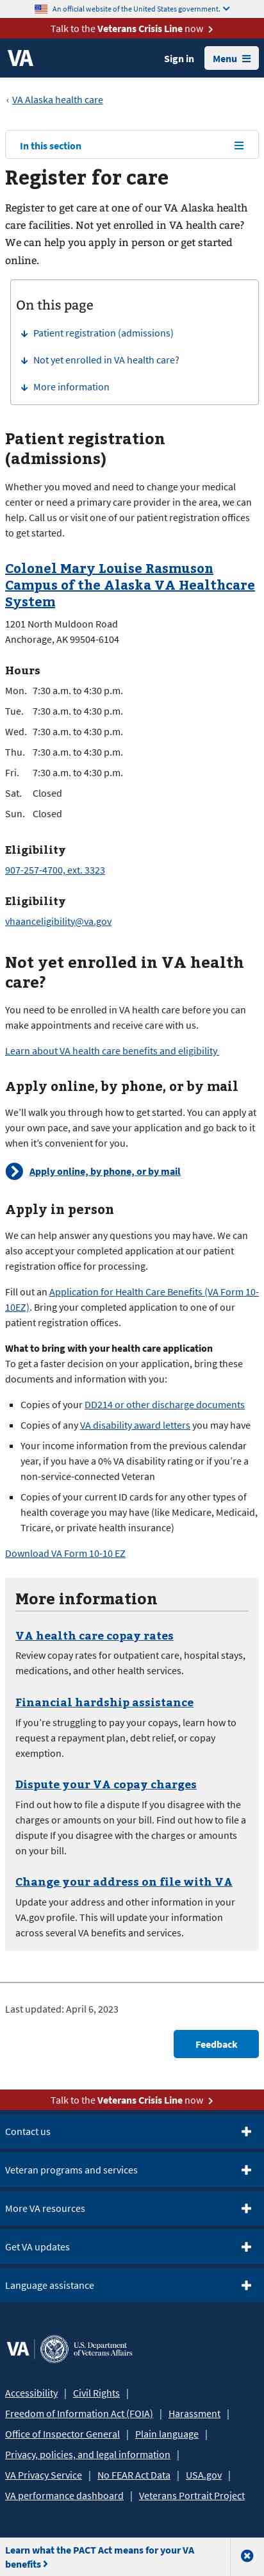 An official website of the United States government.
Talk to the Veterans Crisis Line now
VA
Sign in
Menu
‹ VA Alaska health care
In this section
Register for care
Register to get care at one of our VA Alaska health
care facilities. Not yet enrolled in VA health care?
We can help you apply in person or get started
online.
On this page
Patient registration (admissions)
Not yet enrolled in VA health care?
More information
Patient registration
(admissions)
Whether you moved and need to change your medical
center or need a primary care provider in the area, we can
help. Call us or visit one of our patient registration offices
to get started.
Colonel Mary Louise Rasmuson
Campus of the Alaska VA Healthcare
System
1201 North Muldoon Road
Anchorage, AK 99504-6104
Hours
Mon. 7:30 a.m. to 4:30 p.m.
Tue. 7:30 a.m. to 4:30 p.m.
Wed. 7:30 a.m. to 4:30 p.m.
Thu. 7:30 a.m. to 4:30 p.m.
Fri. 7:30 a.m. to 4:30 p.m.
Sat. Closed
Sun. Closed
Eligibility
907-257-4700, ext. 3323
Eligibility
vhaanceligibility@va.gov
Not yet enrolled in VA health
care?
You need to be enrolled in VA health care before you can
make appointments and receive care with us.
Learn about VA health care benefits and eligibility
Apply online, by phone, or by mail
We’ll walk you through how to get started. You can apply at
your own pace, and save your application and go back to it
when it’s convenient for you.
Apply online, by phone, or by mail
Apply in person
We can help answer any questions you may have. We can
also accept your completed application at our patient
registration office for processing.
Fill out an Application for Health Care Benefits (VA Form 10-
10EZ). Bring your completed application to one of our
patient registration offices.
What to bring with your health care application
To get a faster decision on your application, bring these
documents and information with you:
Copies of your DD214 or other discharge documents
Copies of any VA disability award letters you may have
Your income information from the previous calendar
year, if you have a 0% VA disability rating or if you’re a
non-service-connected Veteran
Copies of your current ID cards for any other types of
health coverage you may have (like Medicare, Medicaid,
Tricare, or private health insurance)
Download VA Form 10-10 EZ
More information
VA health care copay rates
Review copay rates for outpatient care, hospital stays,
medications, and other health services.
Financial hardship assistance
If you’re struggling to pay your copays, learn how to
request a repayment plan, debt relief, or copay
exemption.
Dispute your VA copay charges
Find out how to file a dispute If you disagree with the
charges or amounts on your bill. Find out how to file a
dispute If you disagree with the charges or amounts
on your bill.
Change your address on file with VA
Update your address and other information in your
VA.gov profile. This will update your information
across several VA benefits and services.
Last updated: April 6, 2023
Feedback
Talk to the Veterans Crisis Line now
Contact us
Veteran programs and services
More VA resources
Get VA updates
Language assistance
VA
U.S. Department
of Veterans Affairs
Accessibility | Civil Rights |
Freedom of Information Act (FOIA) | Harassment |
Office of Inspector General | Plain language |
Privacy, policies, and legal information |
VA Privacy Service | No FEAR Act Data | USA.gov |
VA performance dashboard | Veterans Portrait Project
Learn what the PACT Act means for your VA
benefits